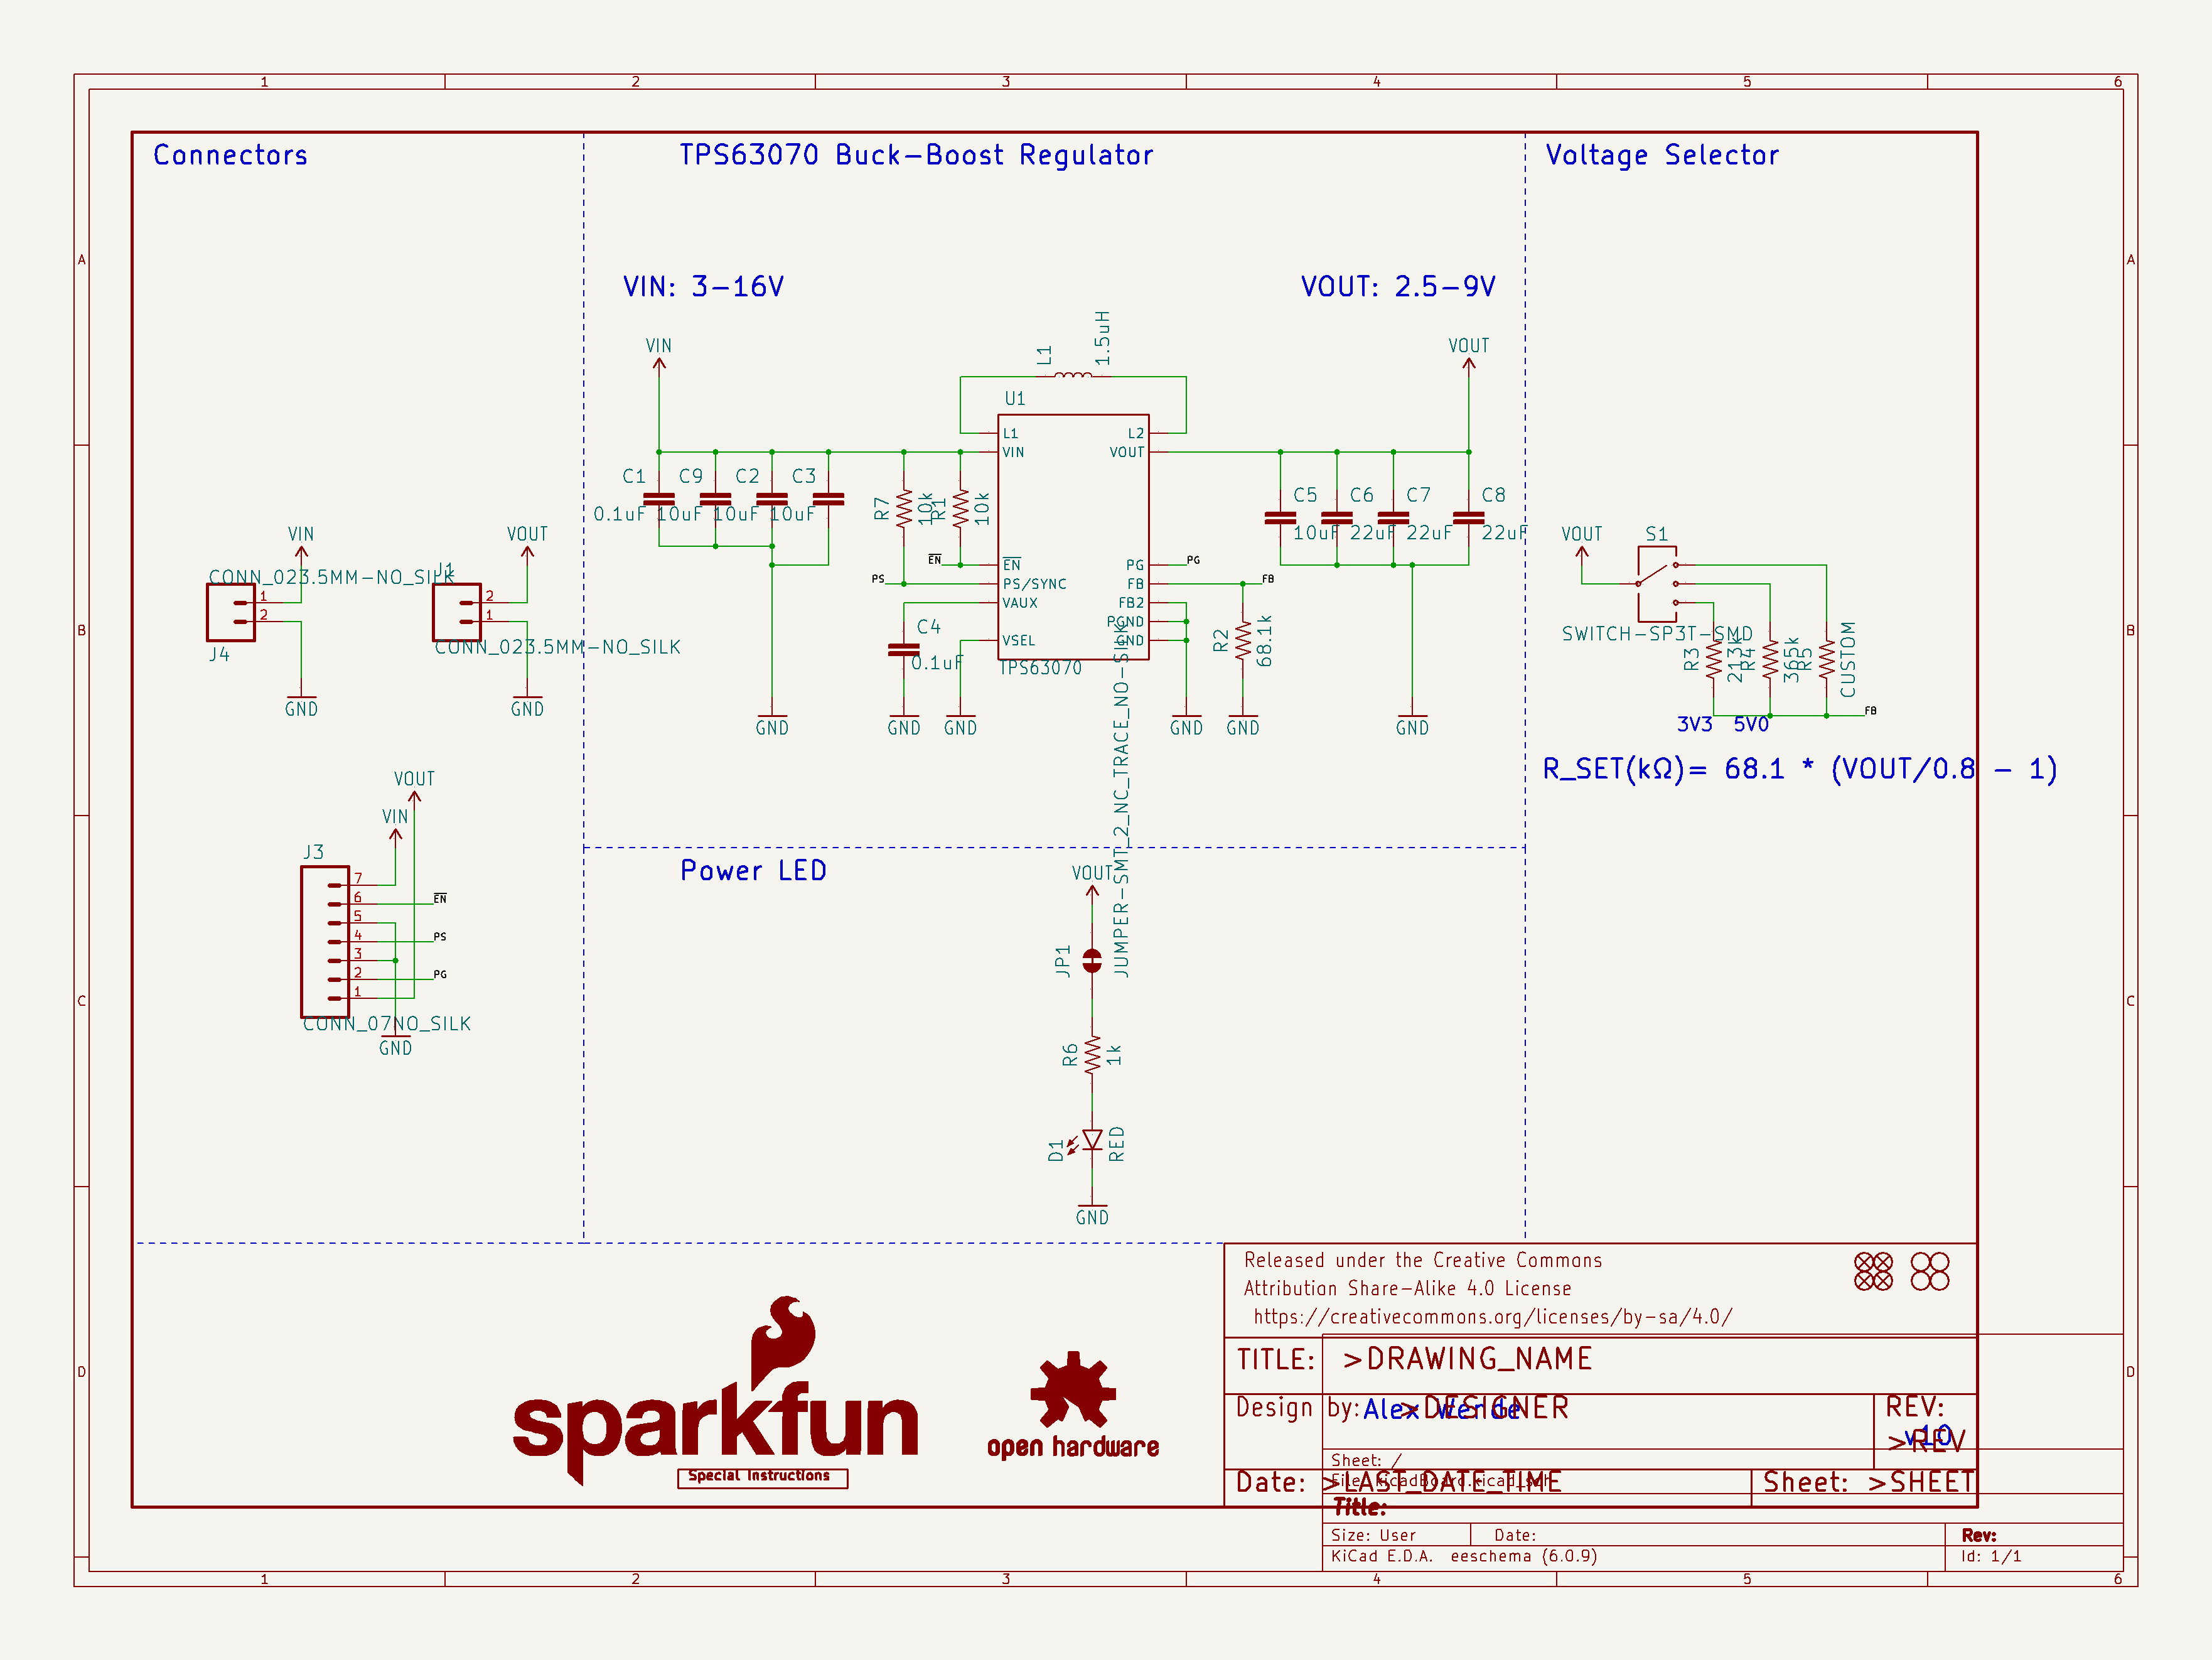 1 2 3 4 5 6
Connectors
TPS63070 Buck-Boost Regulator
Voltage Selector
A
A
VIN: 3-16V
VOUT: 2.5-9V
VIN
L1
1.5uH
VOUT
U1
L1
L2
VIN
VOUT
C1
C9
C2
C3
0.1uF
10uF
10uF
10uF
R7
10k
R1
10k
C5
C6
C7
C8
10uF
22uF
22uF
22uF
EN
EN
PG
PG
PS
PS/SYNC
FB
FB
VAUX
FB2
PGND
VSEL
GND
C4
0.1uF
TPS63070
R2
68.1k
GND
GND
GND
GND
GND
GND
VIN
VOUT
CONN_023.5MM-NO_SILK
J1
1
2
2
1
J4
CONN_023.5MM-NO_SILK
GND
GND
B
B
VOUT
S1
SWITCH-SP3T-SMD
R3
213k
R4
365k
R5
CUSTOM
FB
3V3
5V0
R_SET(kΩ)= 68.1 * (VOUT/0.8 - 1)
VOUT
VIN
J3
7
6
5
4
3
2
1
EN
PS
PG
CONN_07NO_SILK
GND
Power LED
VOUT
JP1
JUMPER-SMT_2_NC_TRACE_NO-SILK
R6
1k
D1
RED
GND
C
C
Released under the Creative Commons
Attribution Share-Alike 4.0 License
https://creativecommons.org/licenses/by-sa/4.0/
TITLE: >DRAWING_NAME
Design by: Alex Wende
>DESIGNER
REV:
v10
>REV
Sheet: /
File: kicadBoard.kicad_sch
Date: >LAST_DATE_TIME
Sheet: >SHEET
Title:
Size: User
Date:
Rev:
KiCad E.D.A. eeschema (6.0.9)
Id: 1/1
sparkfun
Special Instructions
open hardware
D
D
1 2 3 4 5 6